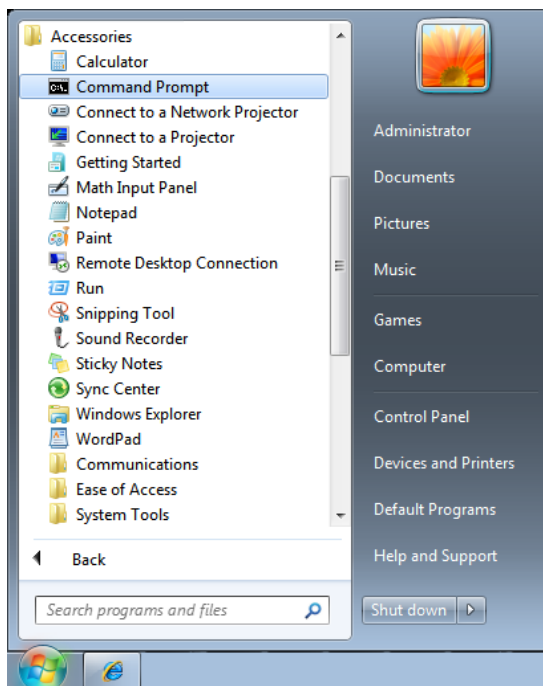 Accessories
Calculator
Command Prompt
Connect to a Network Projector
Connect to a Projector
Getting Started
Math Input Panel
Notepad
Paint
Remote Desktop Connection
Run
Snipping Tool
Sound Recorder
Sticky Notes
Sync Center
Windows Explorer
WordPad
Communications
Ease of Access
System Tools
Back
Search programs and files
Administrator
Documents
Pictures
Music
Games
Computer
Control Panel
Devices and Printers
Default Programs
Help and Support
Shut down